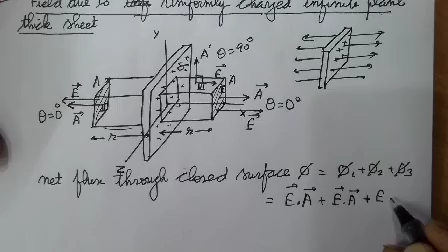 Field due to Uniformly Charged infinite plane
thick sheet
Y
A'
θ = 90°
E
A
E
A
θ = 0°
A'
A
θ = 0°
E
r
r
X
Z
net flux through closed surface ϕ = ϕ₁ + ϕ₂ + ϕ₃
= E⃗.A⃗ + E⃗.A⃗ + E